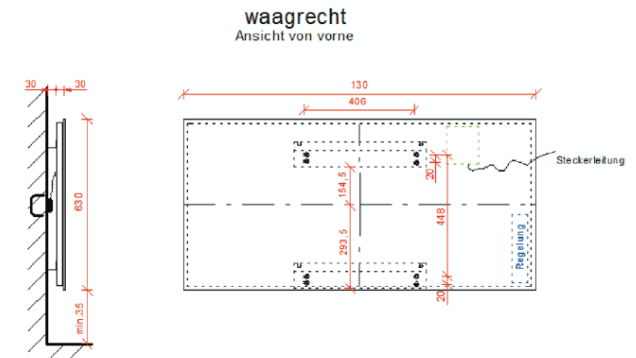 waagrecht
Ansicht von vorne
30
30
130
406
Steckerleitung
20
154,5
630
448
293,5
Regelung
20
min.35